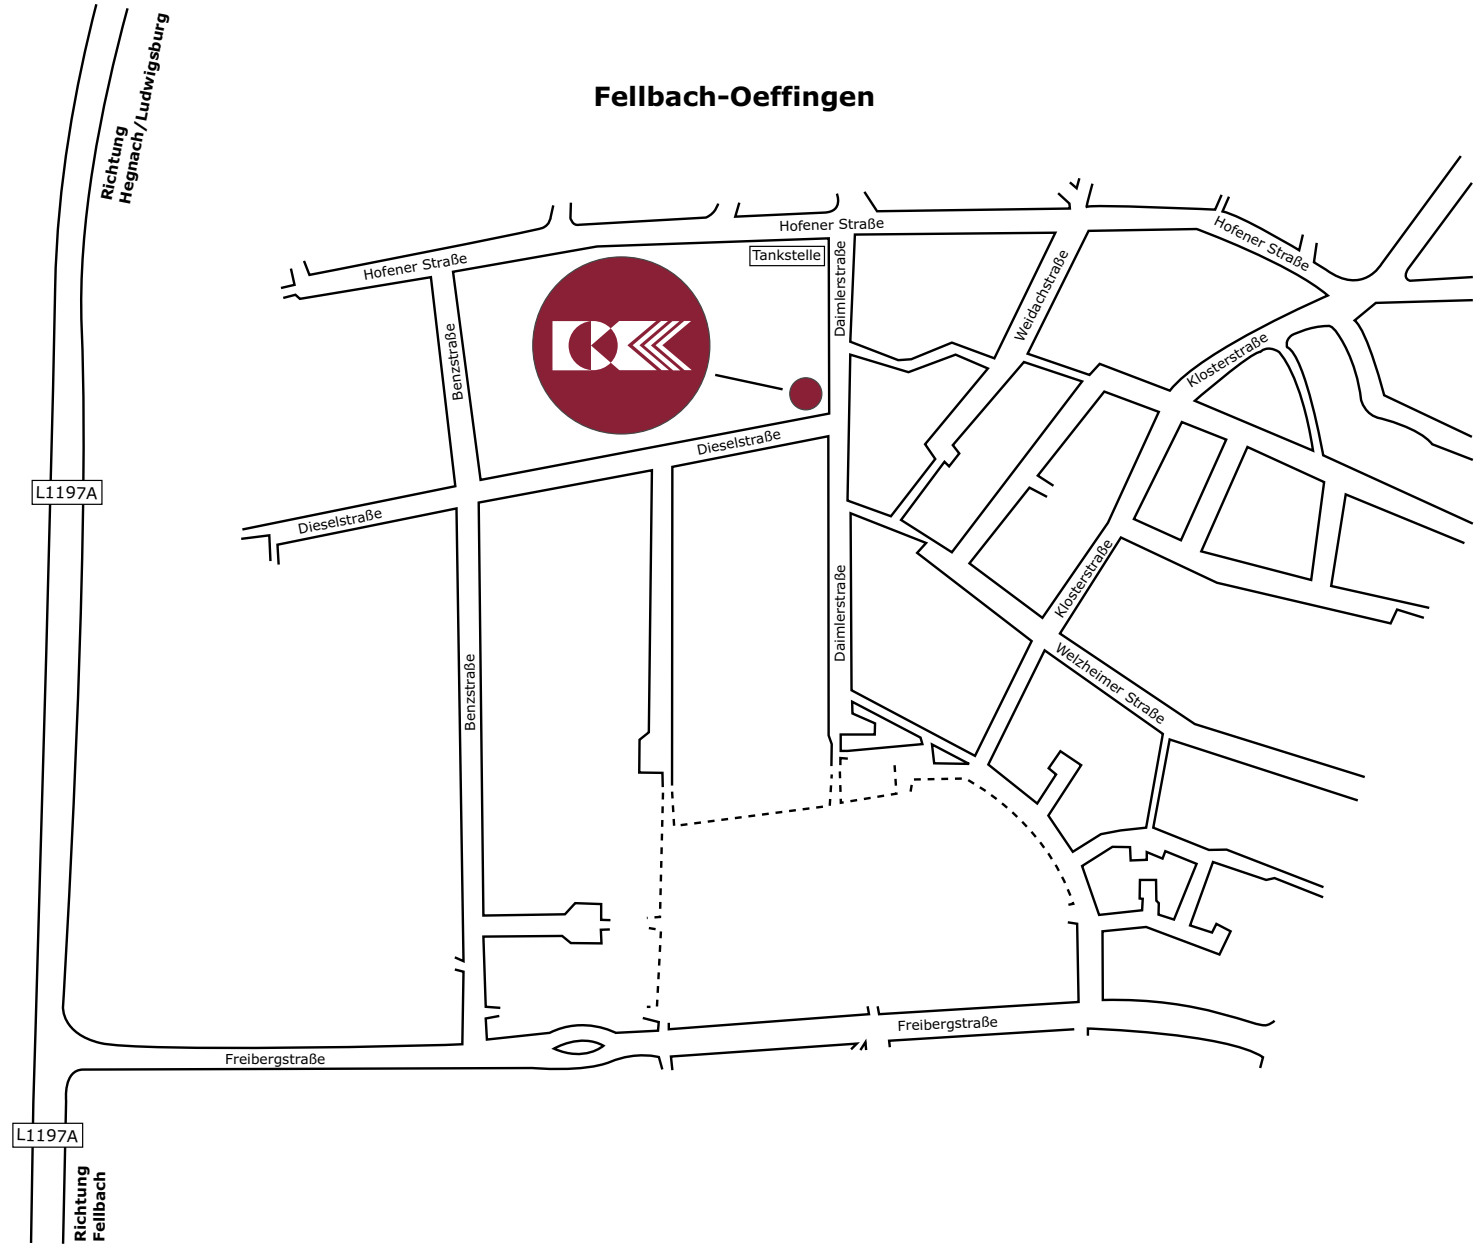 Richtung
Hegnach/Ludwigsburg
Fellbach-Oeffingen
Hofener Straße
Hofener Straße
Hofener Straße
Tankstelle
Daimlerstraße
Weidachstraße
Benzstraße
Klosterstraße
Dieselstraße
L1197A
Dieselstraße
Klosterstraße
Daimlerstraße
Benzstraße
Welzheimer Straße
Freibergstraße
Freibergstraße
L1197A
Richtung
Fellbach